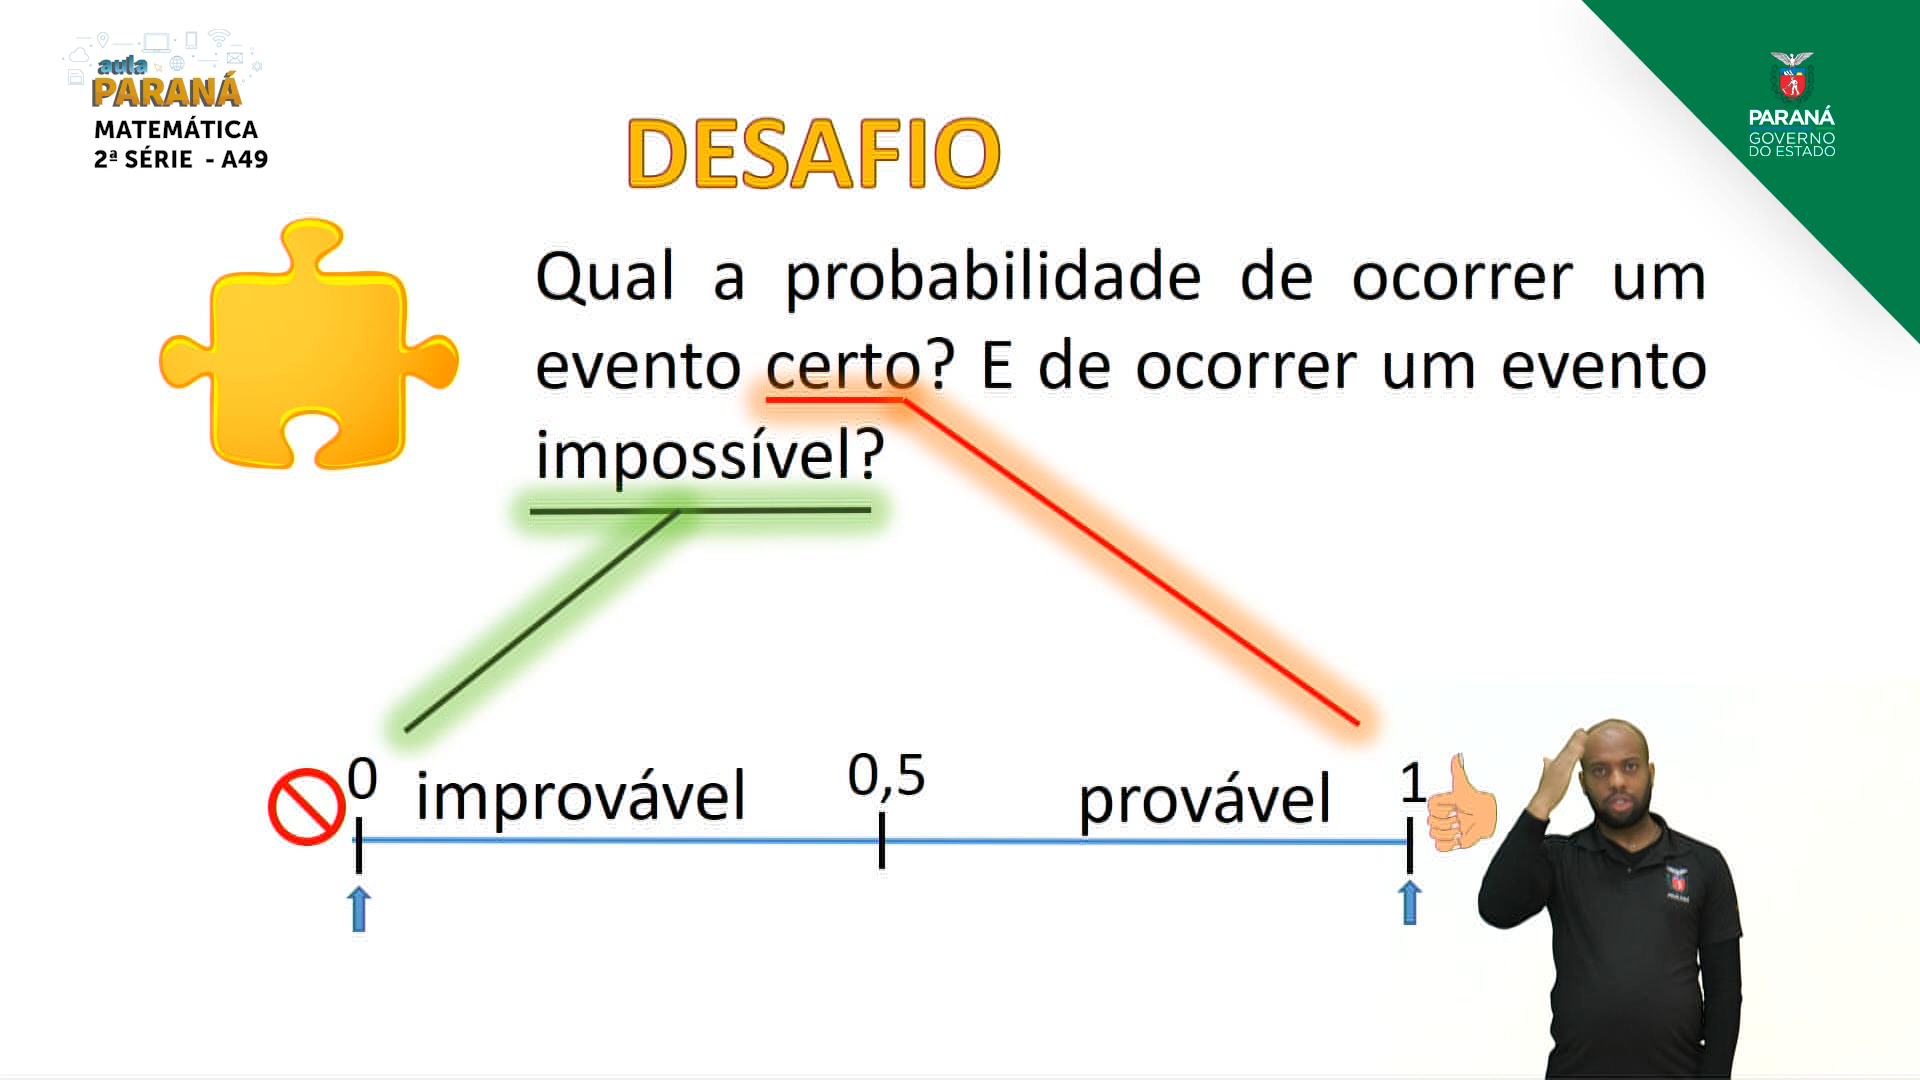 aula
PARANÁ
MATEMÁTICA
2ª SÉRIE - A49
PARANÁ
GOVERNO
DO ESTADO
DESAFIO
Qual a probabilidade de ocorrer um
evento certo? E de ocorrer um evento
impossível?
0 improvável 0,5 provável 1